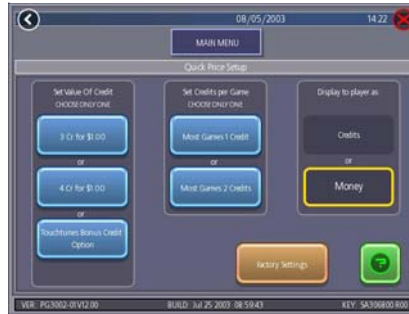 08/05/2003 14:22
MAIN MENU
Quick Price Setup
Set Value Of Credit
CHOOSE ONLY ONE
3 Cr for $1.00
or
4 Cr for $1.00
or
Touchtunes Bonus Credit
Option
Set Credits per Game
CHOOSE ONLY ONE
Most Games 1 Credit
or
Most Games 2 Credits
Display to player as:
Credits
or
Money
Factory Settings
?
VER: PG3002-01V12.00 BUILD: Jul 25 2003 08:59:43 KEY: SA306800 R00